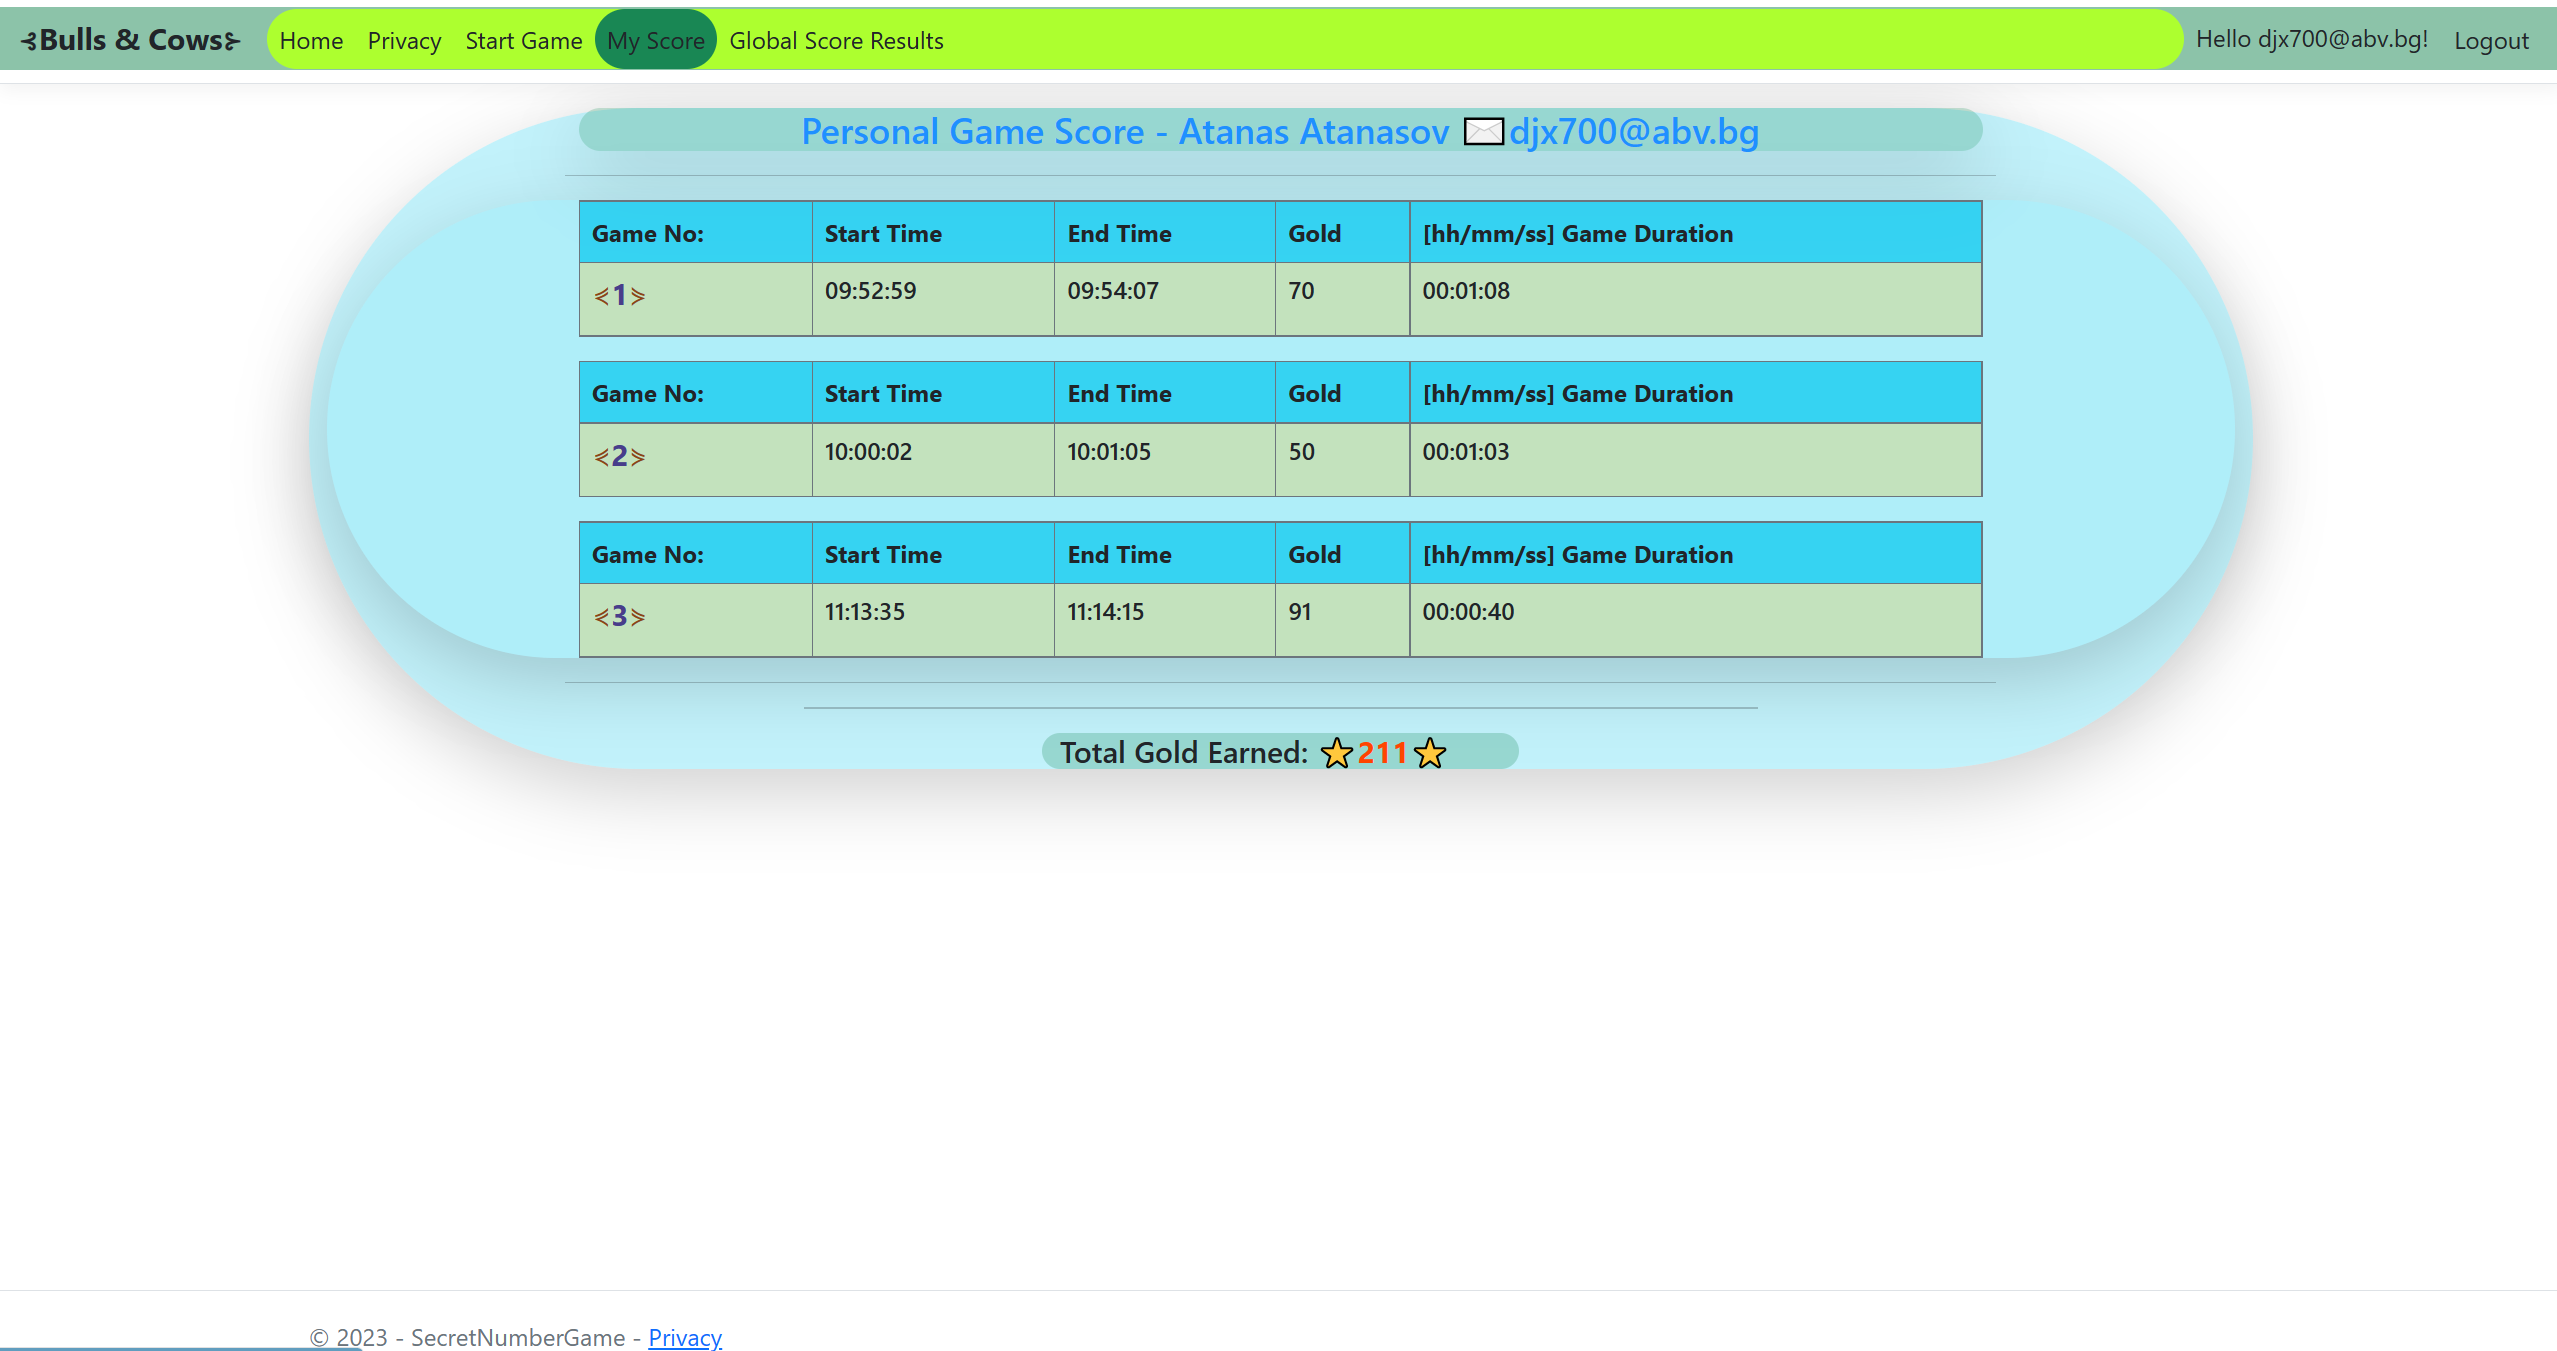 ⊰Bulls & Cows⊱ Home Privacy Start Game My Score Global Score Results Hello djx700@abv.bg! Logout
Personal Game Score - Atanas Atanasov ✉️djx700@abv.bg
Game No: Start Time End Time Gold [hh/mm/ss] Game Duration
⋞1⋟ 09:52:59 09:54:07 70 00:01:08
Game No: Start Time End Time Gold [hh/mm/ss] Game Duration
⋞2⋟ 10:00:02 10:01:05 50 00:01:03
Game No: Start Time End Time Gold [hh/mm/ss] Game Duration
⋞3⋟ 11:13:35 11:14:15 91 00:00:40
Total Gold Earned: ⭐211⭐
© 2023 - SecretNumberGame - Privacy